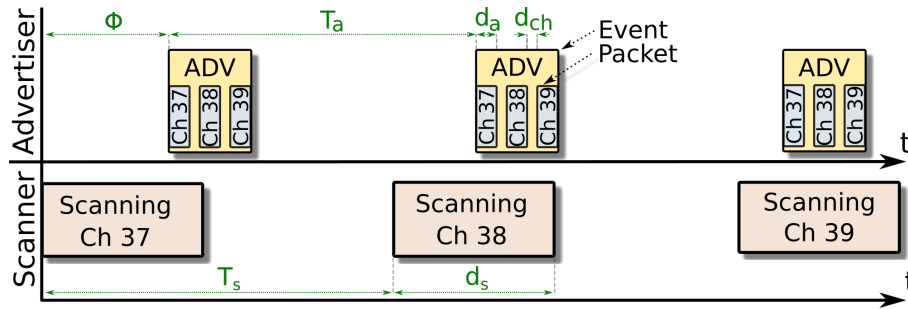 Advertiser
Φ
Tₐ
dₐ
d_ch
Event
Packet
ADV
Ch 37
Ch 38
Ch 39
ADV
Ch 37
Ch 38
Ch 39
ADV
Ch 37
Ch 38
Ch 39
t
Scanner
Scanning
Ch 37
Scanning
Ch 38
Scanning
Ch 39
Tₛ
dₛ
t